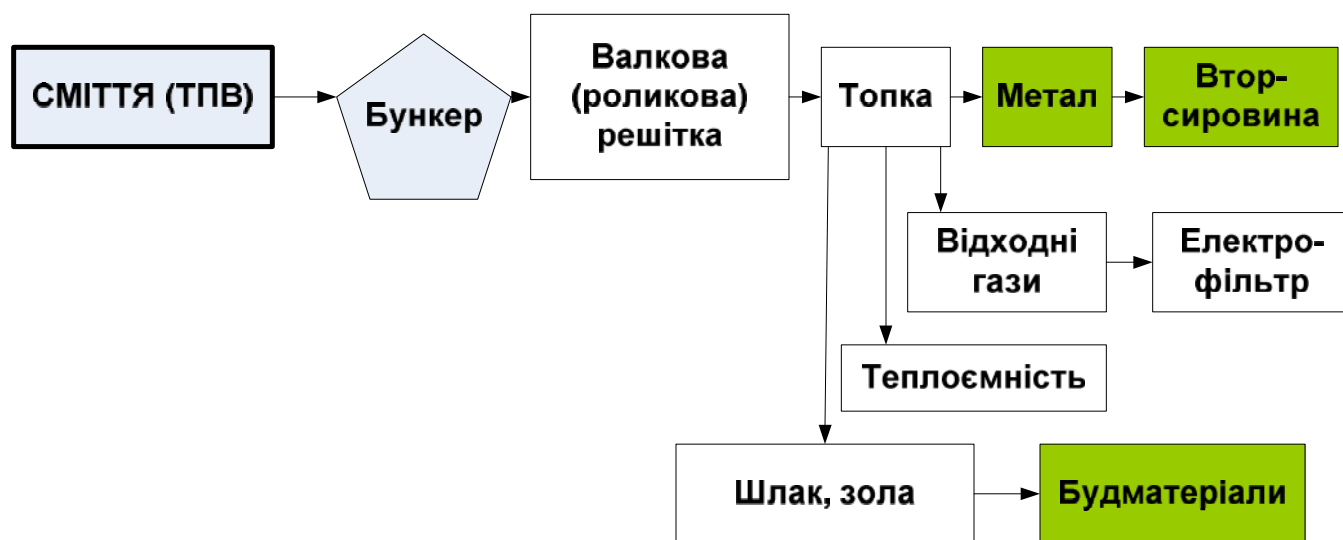 СМІТТЯ (ТПВ)
Бункер
Валкова
(роликова)
решітка
Топка
Метал
Втор-
сировина
Відходні
гази
Електро-
фільтр
Теплоємність
Шлак, зола
Будматеріали